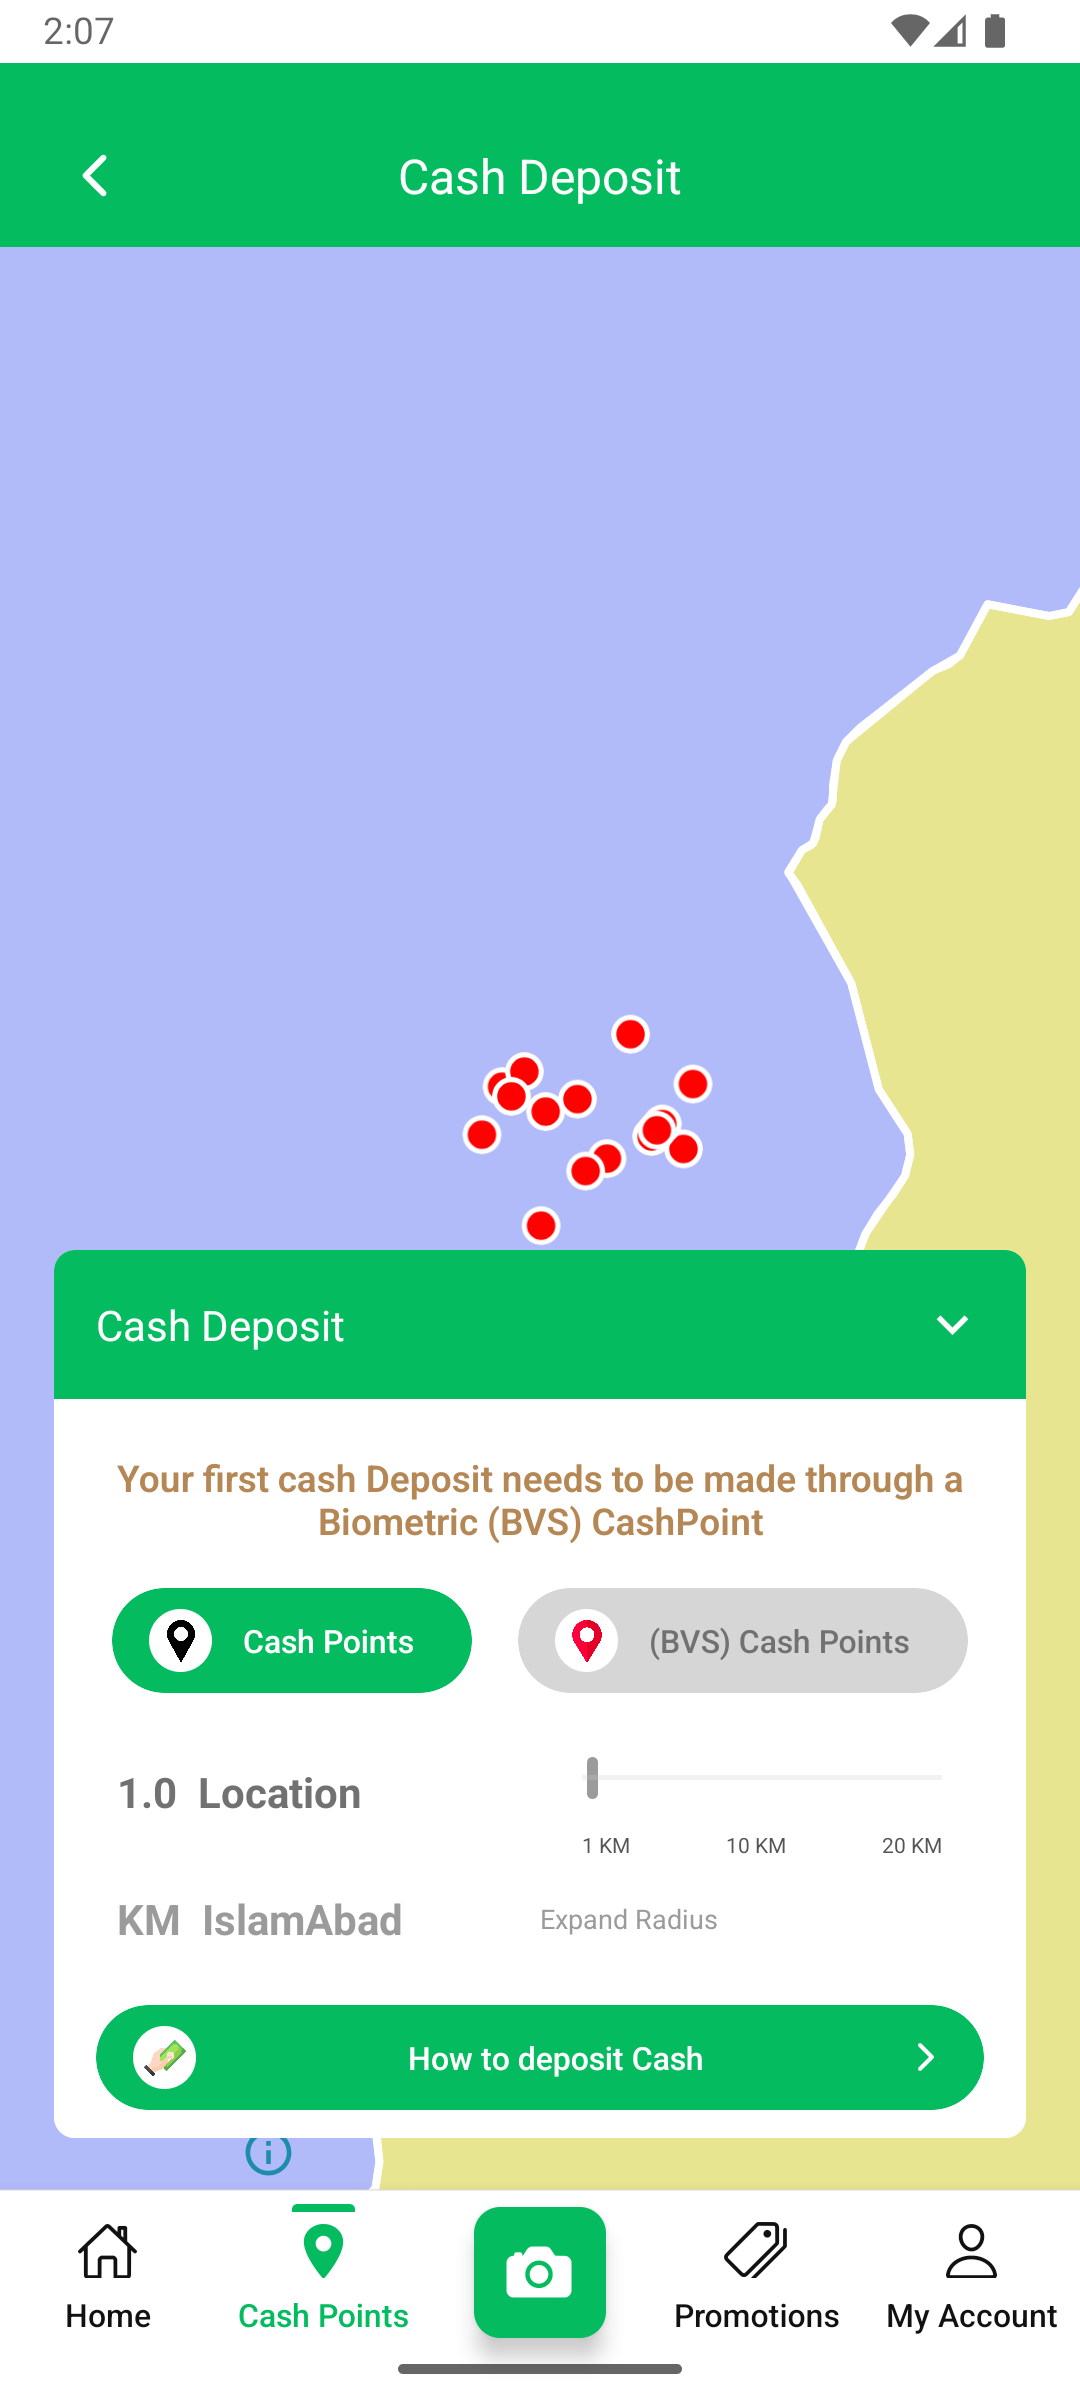 2:07
Cash Deposit
Cash Deposit
Your first cash Deposit needs to be made through a
Biometric (BVS) CashPoint
Cash Points
(BVS) Cash Points
1.0 Location
1 KM 10 KM 20 KM
KM IslamAbad
Expand Radius
How to deposit Cash
Home
Cash Points
Promotions
My Account